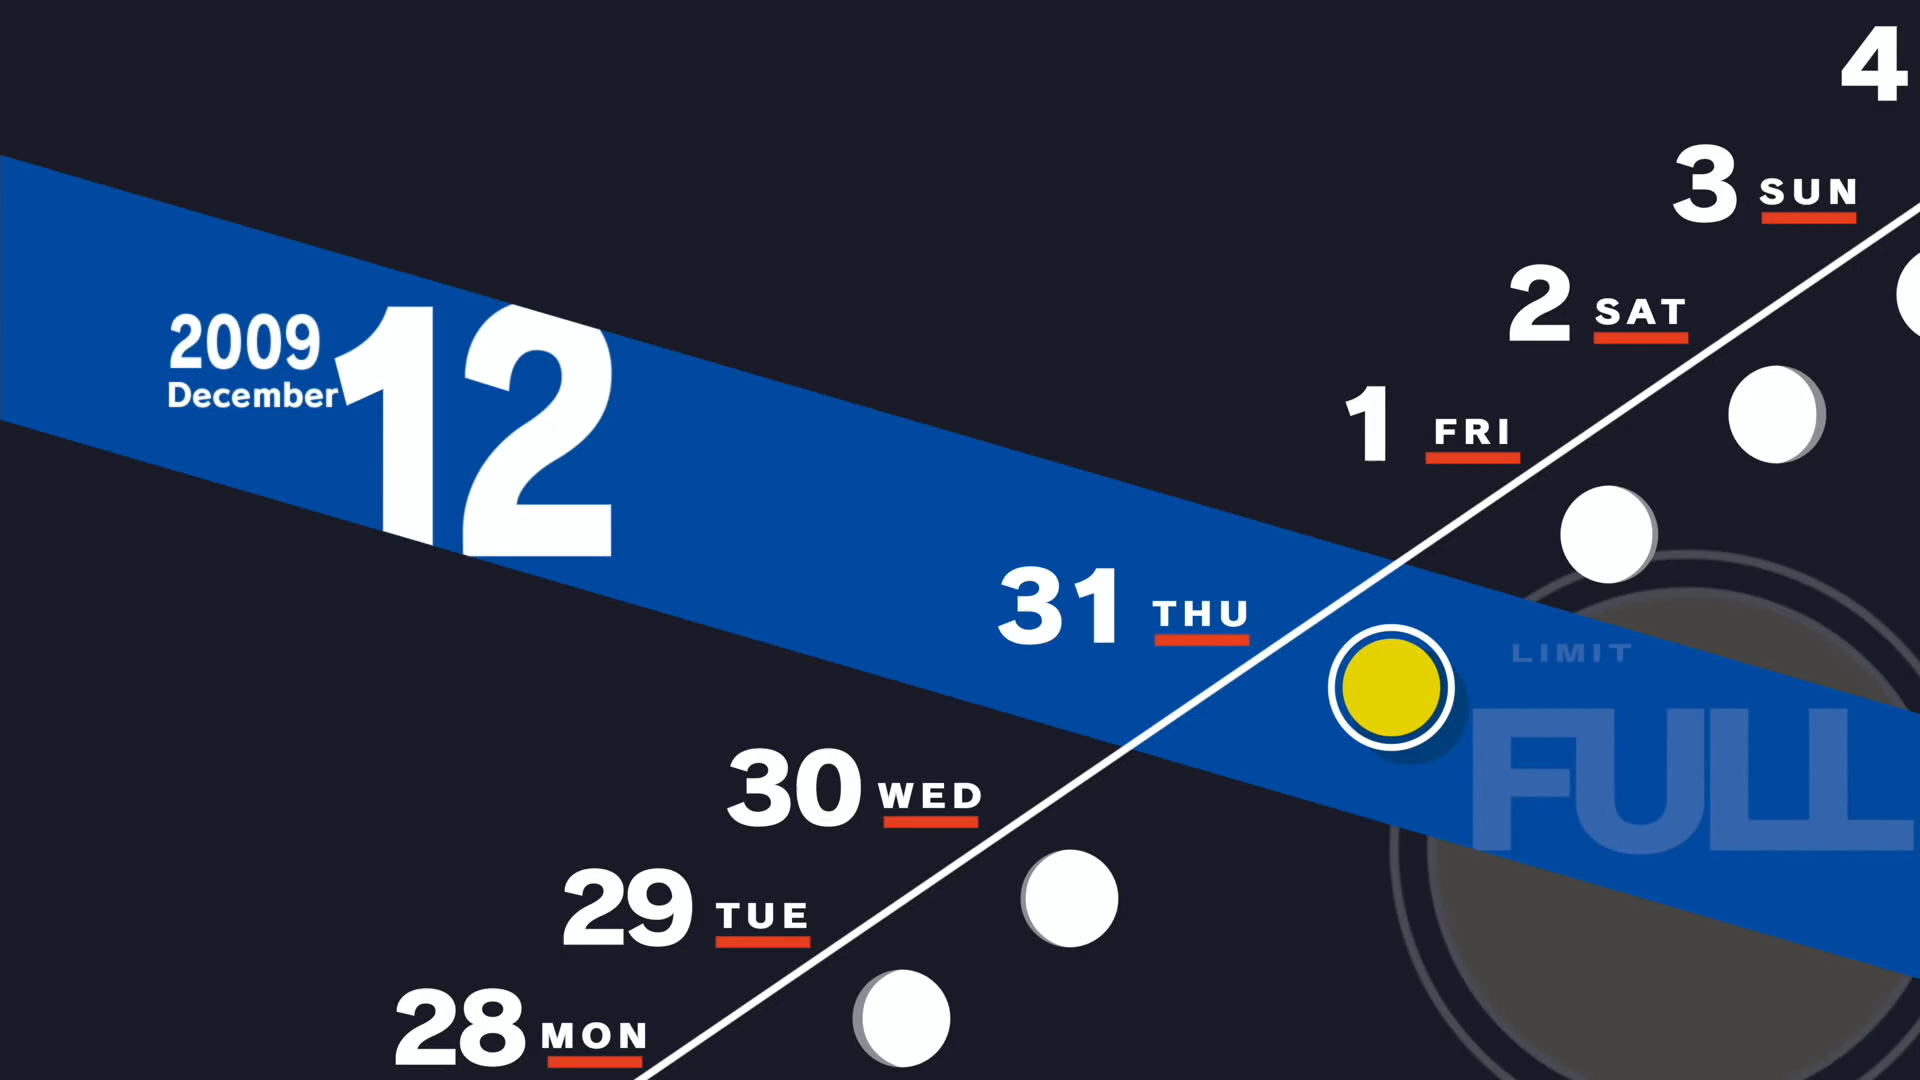 4
3 SUN
2 SAT
1 FRI
2009
December
12
31 THU
LIMIT
FULL
30 WED
29 TUE
28 MON